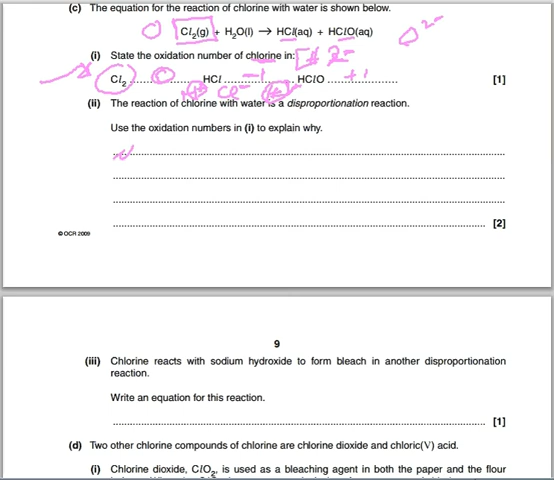 (c) The equation for the reaction of chlorine with water is shown below.
0 Cl₂(g) + H₂O(l) → HCl(aq) + HClO(aq) O²⁻
(i) State the oxidation number of chlorine in:
Cl₂ .......0....... HCl .......−1....... HClO .......+1....... [1]
Cl⁻
(ii) The reaction of chlorine with water is a disproportionation reaction.
Use the oxidation numbers in (i) to explain why.
[2]
© OCR 2009
9
(iii) Chlorine reacts with sodium hydroxide to form bleach in another disproportionation
reaction.
Write an equation for this reaction.
[1]
(d) Two other chlorine compounds of chlorine are chlorine dioxide and chloric(V) acid.
(i) Chlorine dioxide, ClO₂, is used as a bleaching agent in both the paper and the flour